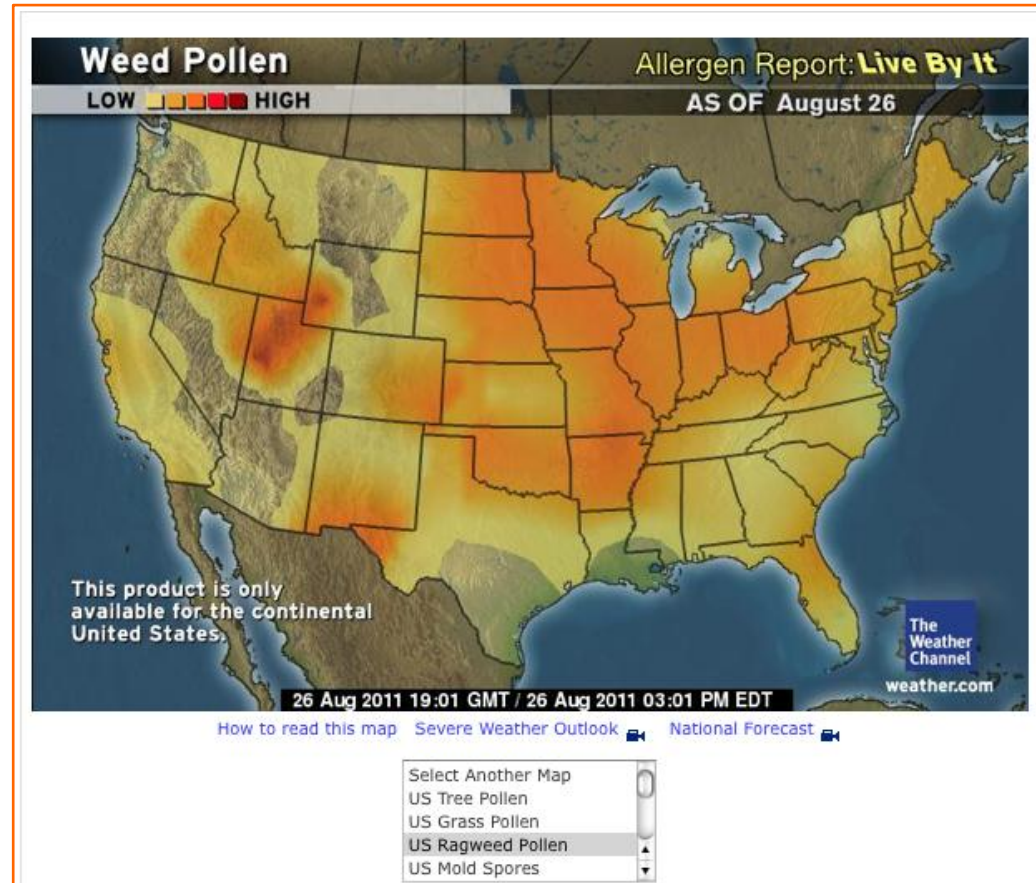 Weed Pollen
Allergen Report: Live By It
LOW HIGH
AS OF August 26
This product is only
available for the continental
United States.
The
Weather
Channel
weather.com
26 Aug 2011 19:01 GMT / 26 Aug 2011 03:01 PM EDT
How to read this map Severe Weather Outlook National Forecast
Select Another Map
US Tree Pollen
US Grass Pollen
US Ragweed Pollen
US Mold Spores